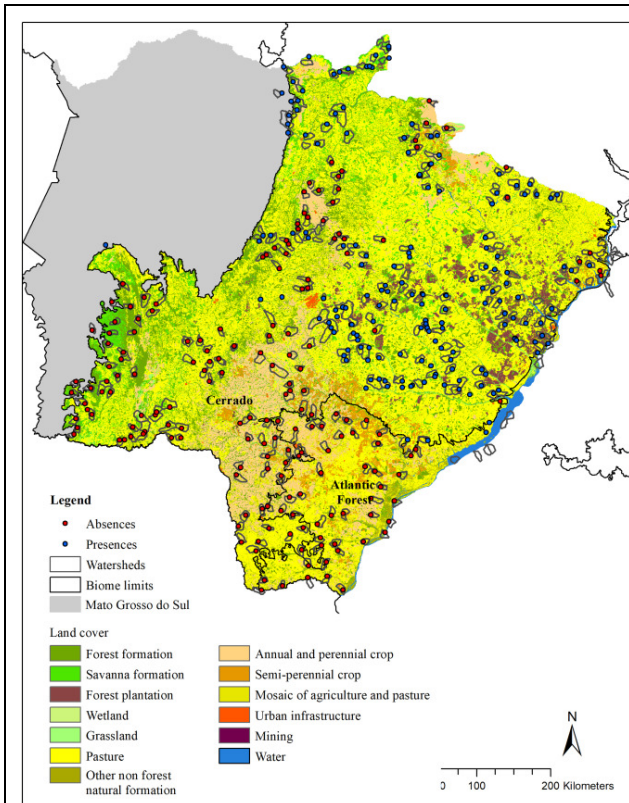 Cerrado
Atlantic
Forest
Legend
Absences
Presences
Watersheds
Biome limits
Mato Grosso do Sul
Land cover
Forest formation
Savanna formation
Forest plantation
Wetland
Grassland
Pasture
Other non forest
natural formation
Annual and perennial crop
Semi-perennial crop
Mosaic of agriculture and pasture
Urban infrastructure
Mining
Water
N
0 100 200 Kilometers